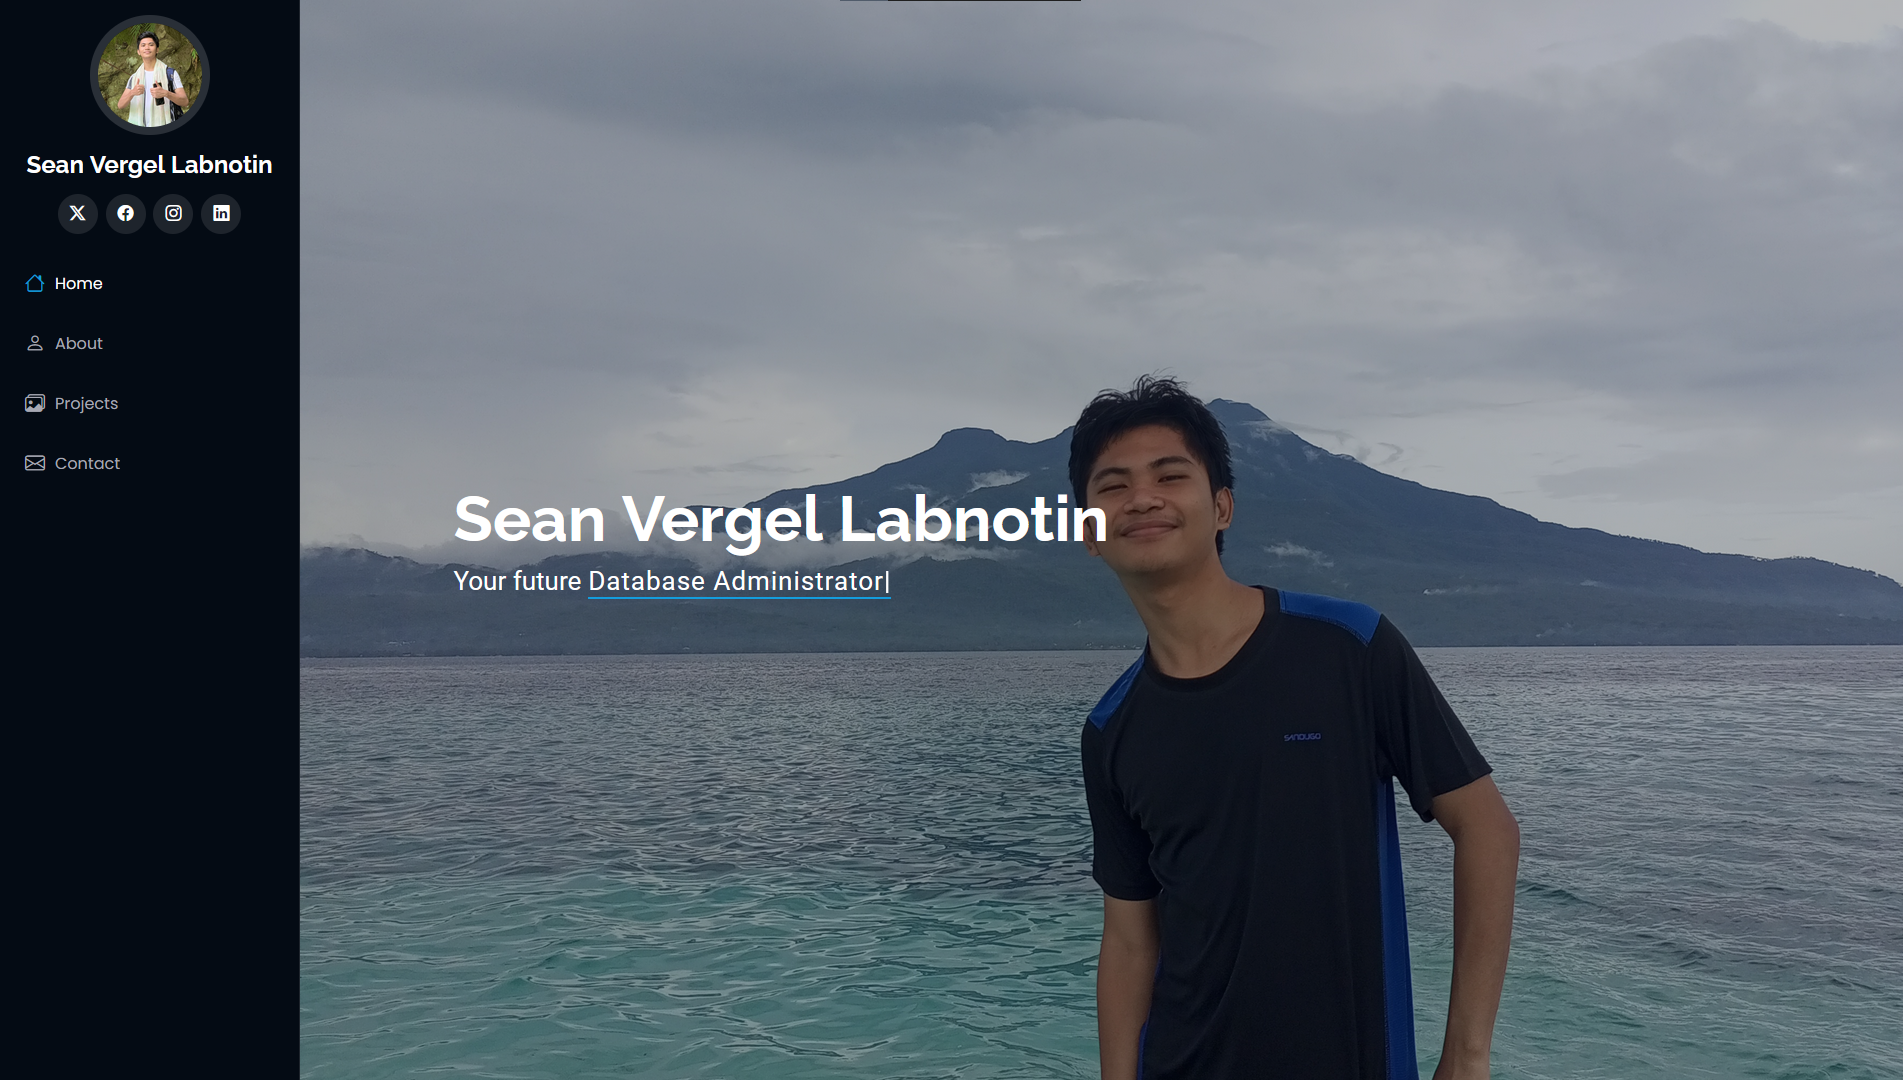 Sean Vergel Labnotin
Home
About
Projects
Contact
Sean Vergel Labnotin
Your future Database Administrator|
SANDUGO